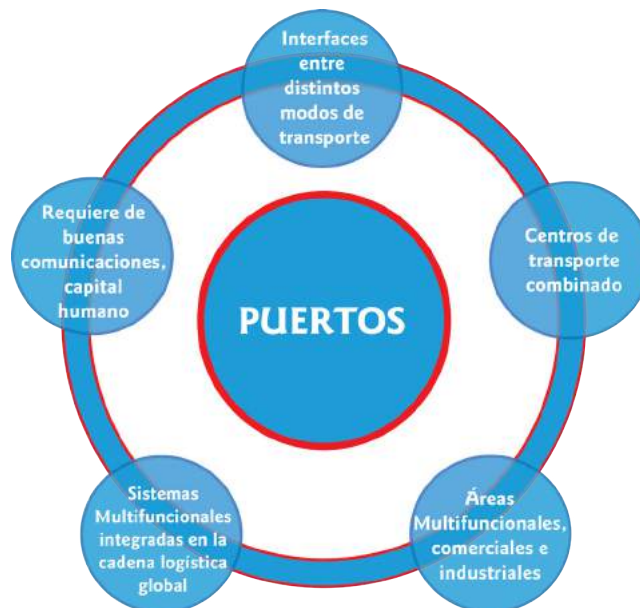 Interfaces
entre
distintos
modos de
transporte
Requiere de
buenas
comunicaciones,
capital
humano
Centros de
transporte
combinado
PUERTOS
Sistemas
Multifuncionales
integradas en la
cadena logística
global
Áreas
Multifuncionales,
comerciales e
industriales